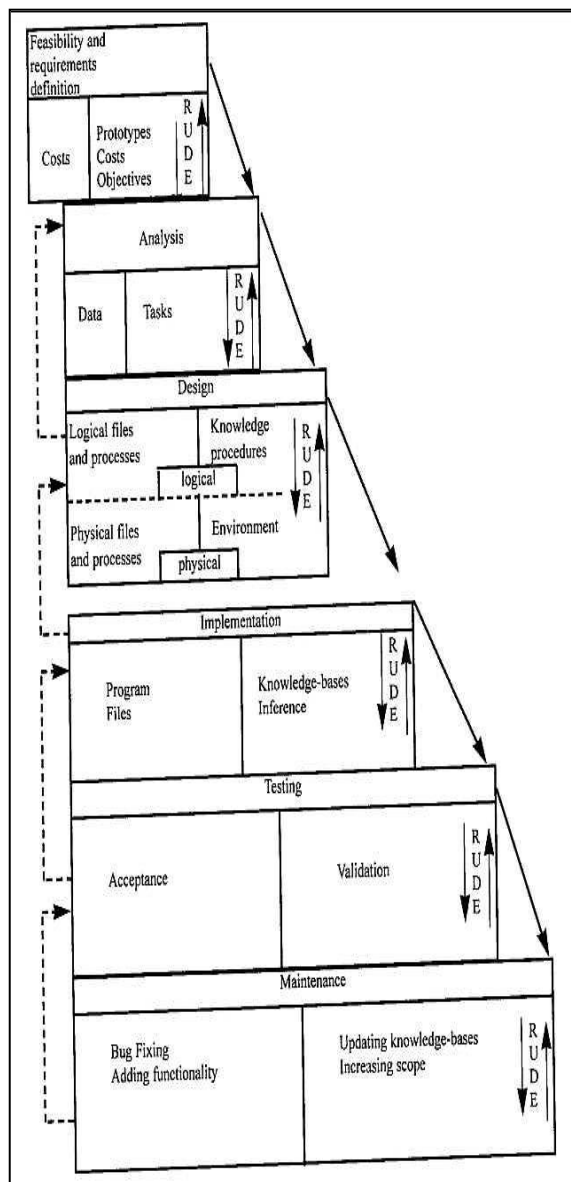 Feasibility and
requirements
definition
Costs
Prototypes
Costs
Objectives
R
U
D
E
Analysis
Data
Tasks
R
U
D
E
Design
Logical files
and processes
Knowledge
procedures
logical
R
U
D
E
Physical files
and processes
Environment
physical
Implementation
Program
Files
Knowledge-bases
Inference
R
U
D
E
Testing
Acceptance
Validation
R
U
D
E
Maintenance
Bug Fixing
Adding functionality
Updating knowledge-bases
Increasing scope
R
U
D
E